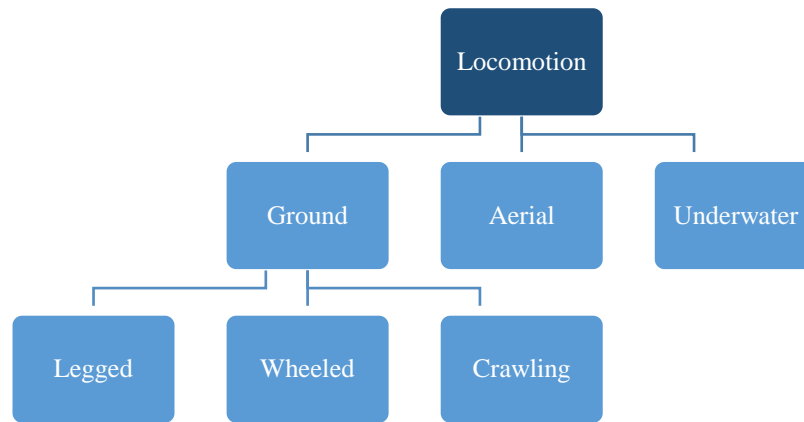 Locomotion
Ground
Aerial
Underwater
Legged
Wheeled
Crawling